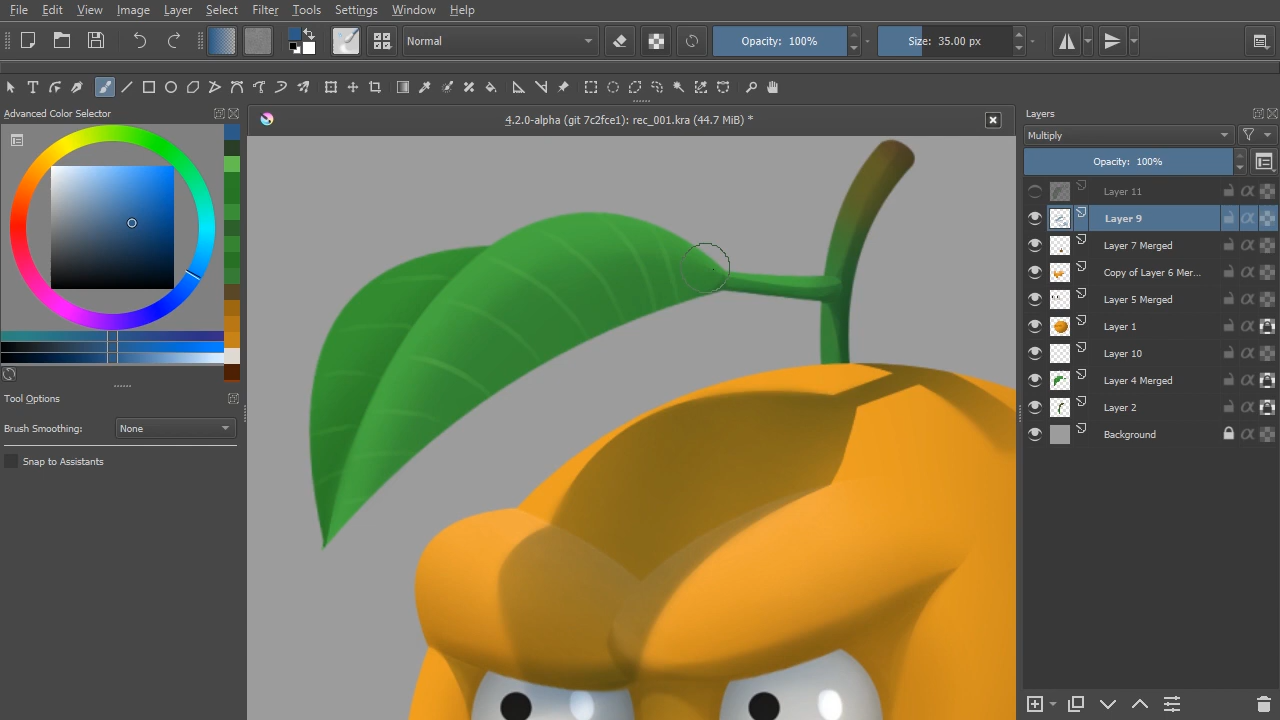 File Edit View Image Layer Select Filter Tools Settings Window Help
Normal Opacity: 100% Size: 35.00 px
Advanced Color Selector
4.2.0-alpha (git 7c2fce1): rec_001.kra (44.7 MiB) *
Layers
Multiply
Opacity: 100%
Layer 11
Layer 9
Layer 7 Merged
Copy of Layer 6 Mer...
Layer 5 Merged
Layer 1
Layer 10
Layer 4 Merged
Layer 2
Background
Tool Options
Brush Smoothing: None
Snap to Assistants